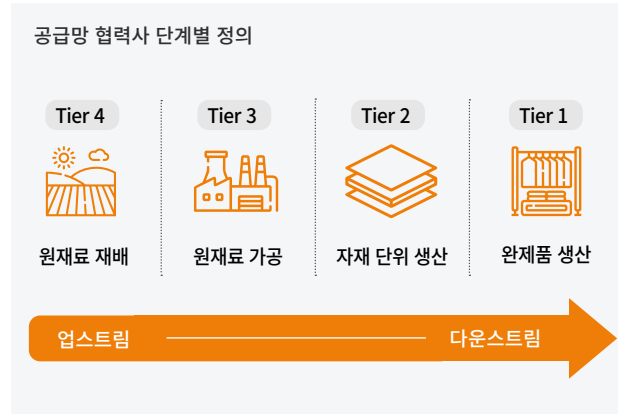 공급망 협력사 단계별 정의
Tier 4
Tier 3
Tier 2
Tier 1
원재료 재배
원재료 가공
자재 단위 생산
완제품 생산
업스트림
다운스트림